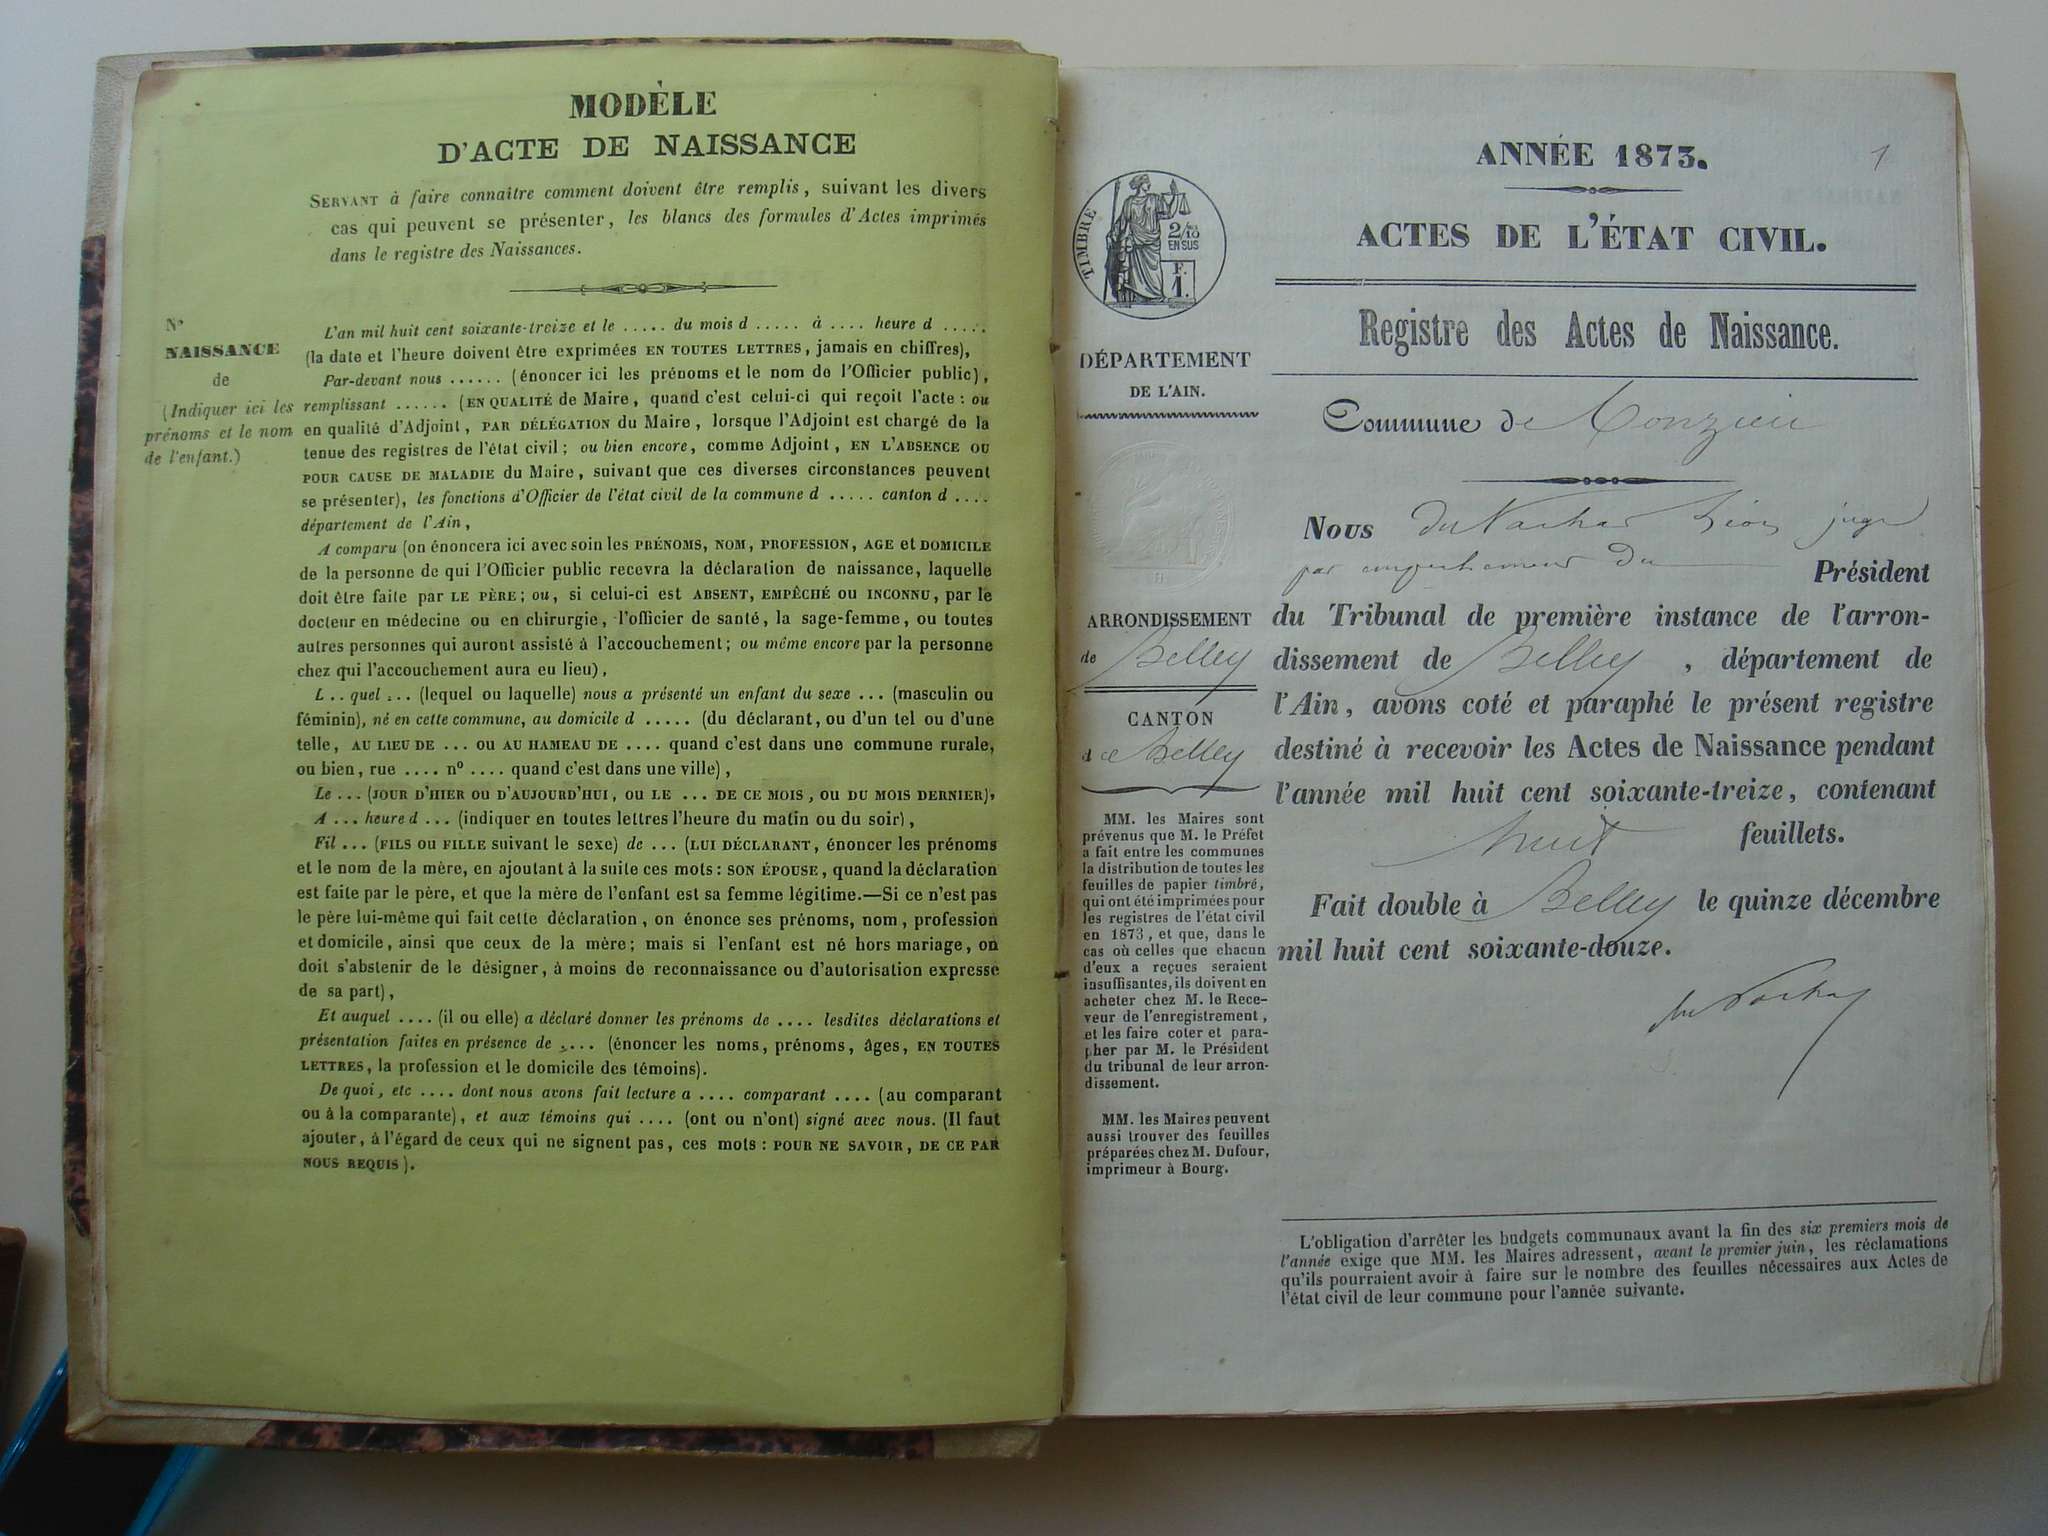 MODÈLE
D'ACTE DE NAISSANCE
SERVANT à faire connaître comment doivent être remplis, suivant les divers
cas qui peuvent se présenter, les blancs des formules d'Actes imprimés
dans le registre des Naissances.
No
NAISSANCE
de
(Indiquer ici les
prénoms et le nom
de l'enfant.)
L'an mil huit cent soixante-treize et le ..... du mois d ..... à .... heure d .....
(la date et l'heure doivent être exprimées EN TOUTES LETTRES, jamais en chiffres),
Par-devant nous ...... (énoncer ici les prénoms et le nom de l'Officier public),
remplissant ...... (EN QUALITÉ de Maire, quand c'est celui-ci qui reçoit l'acte : ou
en qualité d'Adjoint, PAR DÉLÉGATION du Maire, lorsque l'Adjoint est chargé de la
tenue des registres de l'état civil; ou bien encore, comme Adjoint, EN L'ABSENCE OU
POUR CAUSE DE MALADIE du Maire, suivant que ces diverses circonstances peuvent
se présenter), les fonctions d'Officier de l'état civil de la commune d ..... canton d ....
département de l'Ain,
A comparu (on énoncera ici avec soin les PRÉNOMS, NOM, PROFESSION, AGE et DOMICILE
de la personne de qui l'Officier public recevra la déclaration de naissance, laquelle
doit être faite par LE PÈRE; ou, si celui-ci est ABSENT, EMPÊCHÉ OU INCONNU, par le
docteur en médecine ou en chirurgie, l'officier de santé, la sage-femme, ou toutes
autres personnes qui auront assisté à l'accouchement; ou même encore par la personne
chez qui l'accouchement aura eu lieu),
L .. quel ... (lequel ou laquelle) nous a présenté un enfant du sexe ... (masculin ou
féminin), né en cette commune, au domicile d ..... (du déclarant, ou d'un tel ou d'une
telle, AU LIEU DE ... OU AU HAMEAU DE .... quand c'est dans une commune rurale,
ou bien, rue .... no .... quand c'est dans une ville),
Le ... (JOUR D'HIER OU D'AUJOURD'HUI, OU LE ... DE CE MOIS, OU DU MOIS DERNIER),
A ... heure d ... (indiquer en toutes lettres l'heure du matin ou du soir),
Fil ... (FILS OU FILLE suivant le sexe) de ... (LUI DÉCLARANT, énoncer les prénoms
et le nom de la mère, en ajoutant à la suite ces mots: SON ÉPOUSE, quand la déclaration
est faite par le père, et que la mère de l'enfant est sa femme légitime.—Si ce n'est pas
le père lui-même qui fait cette déclaration, on énonce ses prénoms, nom, profession
et domicile, ainsi que ceux de la mère; mais si l'enfant est né hors mariage, on
doit s'abstenir de le désigner, à moins de reconnaissance ou d'autorisation expresse
de sa part),
Et auquel .... (il ou elle) a déclaré donner les prénoms de .... lesdites déclarations et
présentation faites en présence de .... (énoncer les noms, prénoms, âges, EN TOUTES
LETTRES, la profession et le domicile des témoins).
De quoi, etc .... dont nous avons fait lecture a .... comparant .... (au comparant
ou à la comparante), et aux témoins qui .... (ont ou n'ont) signé avec nous. (Il faut
ajouter, à l'égard de ceux qui ne signent pas, ces mots : POUR NE SAVOIR, DE CE PAR
NOUS REQUIS).
1
ANNÉE 1873.
ACTES DE L'ÉTAT CIVIL.
Registre des Actes de Naissance.
TIMBRE
2/10
EN SUS
F.
1.
DÉPARTEMENT
DE L'AIN.
ARRONDISSEMENT
de Belley
CANTON
de Belley
MM. les Maires sont
prévenus que M. le Préfet
a fait entre les communes
la distribution de toutes les
feuilles de papier timbré,
qui ont été imprimées pour
les registres de l'état civil
en 1873, et que, dans le
cas où celles que chacun
d'eux a reçues seraient
insuffisantes, ils doivent en
acheter chez M. le Rece-
veur de l'enregistrement,
et les faire coter et para-
pher par M. le Président
du tribunal de leur arron-
dissement.
MM. les Maires peuvent
aussi trouver des feuilles
préparées chez M. Dufour,
imprimeur à Bourg.
Commune de
Nous du Nachas Léon juge
par empêchement du Président
du Tribunal de première instance de l'arron-
dissement de Belley, département de
l'Ain, avons coté et paraphé le présent registre
destiné à recevoir les Actes de Naissance pendant
l'année mil huit cent soixante-treize, contenant
huit feuillets.
Fait double à Belley le quinze décembre
mil huit cent soixante-douze.
L'obligation d'arrêter les budgets communaux avant la fin des six premiers mois de
l'année exige que MM. les Maires adressent, avant le premier juin, les réclamations
qu'ils pourraient avoir à faire sur le nombre des feuilles nécessaires aux Actes de
l'état civil de leur commune pour l'année suivante.